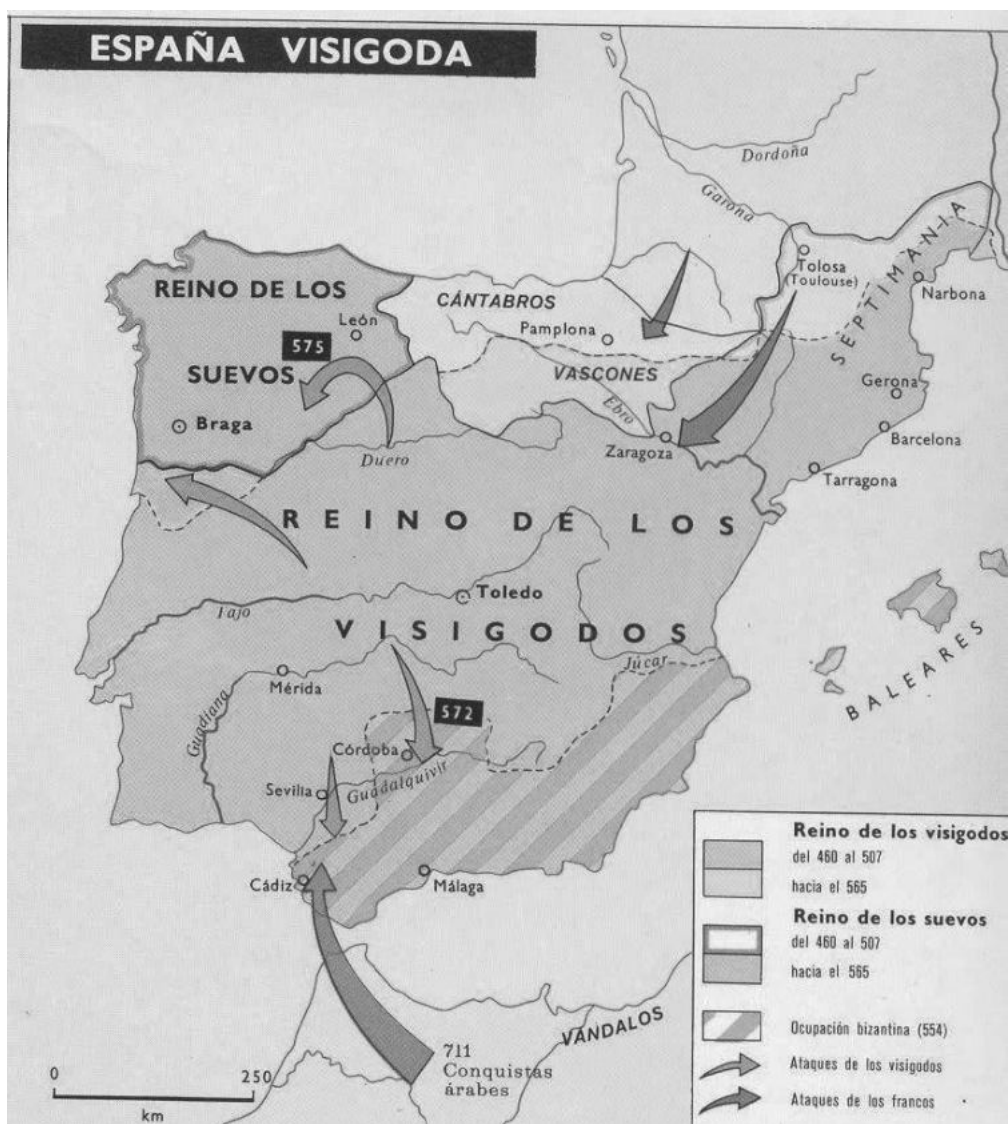 ESPAÑA VISIGODA
Dordoña
Garona
Tolosa
(Toulouse)
SEPTIMANIA
Narbona
REINO DE LOS
SUEVOS
León
575
Braga
CÁNTABROS
Pamplona
VASCONES
Ebro
Zaragoza
Gerona
Barcelona
Tarragona
Duero
REINO DE LOS
VISIGODOS
Toledo
Tajo
Júcar
BALEARES
Mérida
Guadiana
572
Córdoba
Guadalquivir
Sevilla
Cádiz
Málaga
VÁNDALOS
711
Conquistas
árabes
0 250
km
Reino de los visigodos
del 460 al 507
hacia el 565
Reino de los suevos
del 460 al 507
hacia el 565
Ocupación bizantina (554)
Ataques de los visigodos
Ataques de los francos